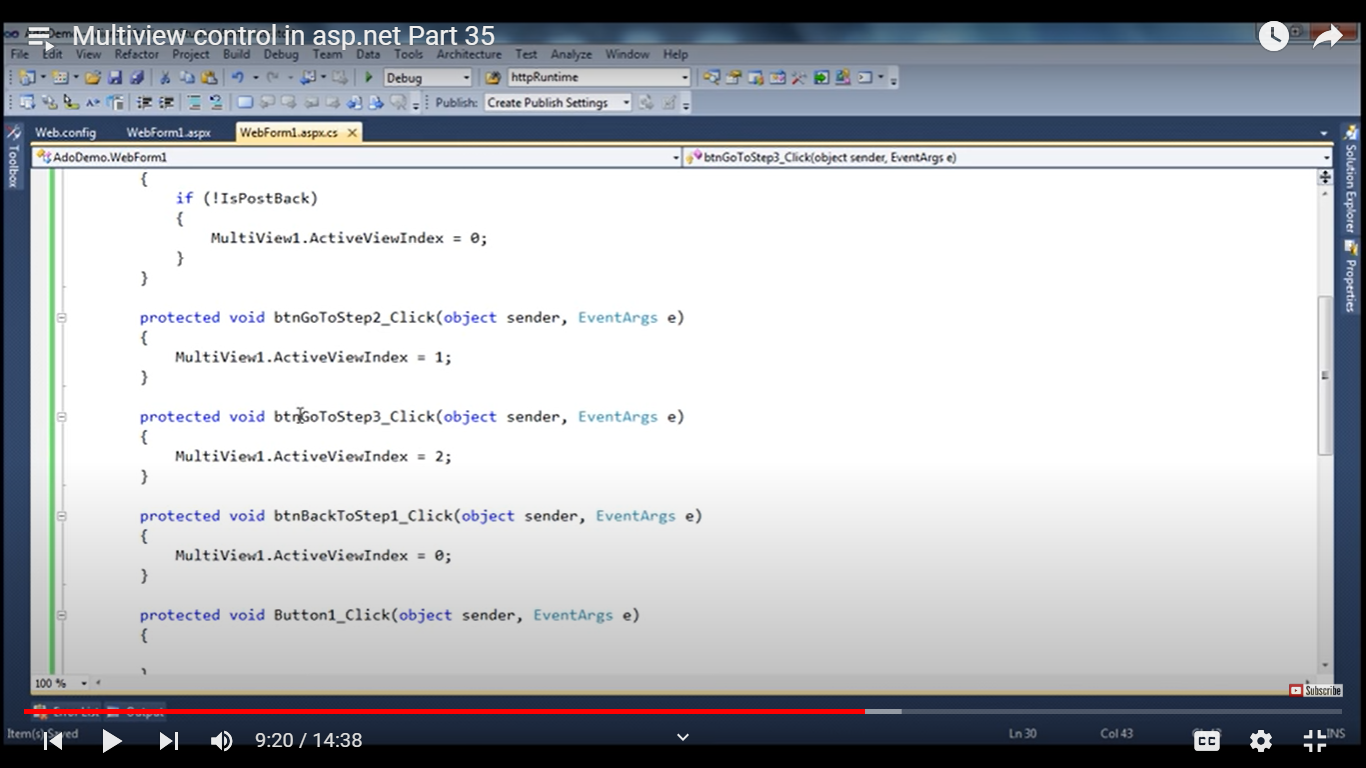 Multiview control in asp.net Part 35
File Edit View Refactor Project Build Debug Team Data Tools Architecture Test Analyze Window Help
Debug httpRuntime
Publish: Create Publish Settings
Web.config WebForm1.aspx WebForm1.aspx.cs
Toolbox
AdoDemo.WebForm1 btnGoToStep3_Click(object sender, EventArgs e)
Solution Explorer
Properties
{
if (!IsPostBack)
{
MultiView1.ActiveViewIndex = 0;
}
}
protected void btnGoToStep2_Click(object sender, EventArgs e)
{
MultiView1.ActiveViewIndex = 1;
}
protected void btnGoToStep3_Click(object sender, EventArgs e)
{
MultiView1.ActiveViewIndex = 2;
}
protected void btnBackToStep1_Click(object sender, EventArgs e)
{
MultiView1.ActiveViewIndex = 0;
}
protected void Button1_Click(object sender, EventArgs e)
{
100 %
Subscribe
Error List Output
9:20 / 14:38 Ln 30 Col 43 CC INS